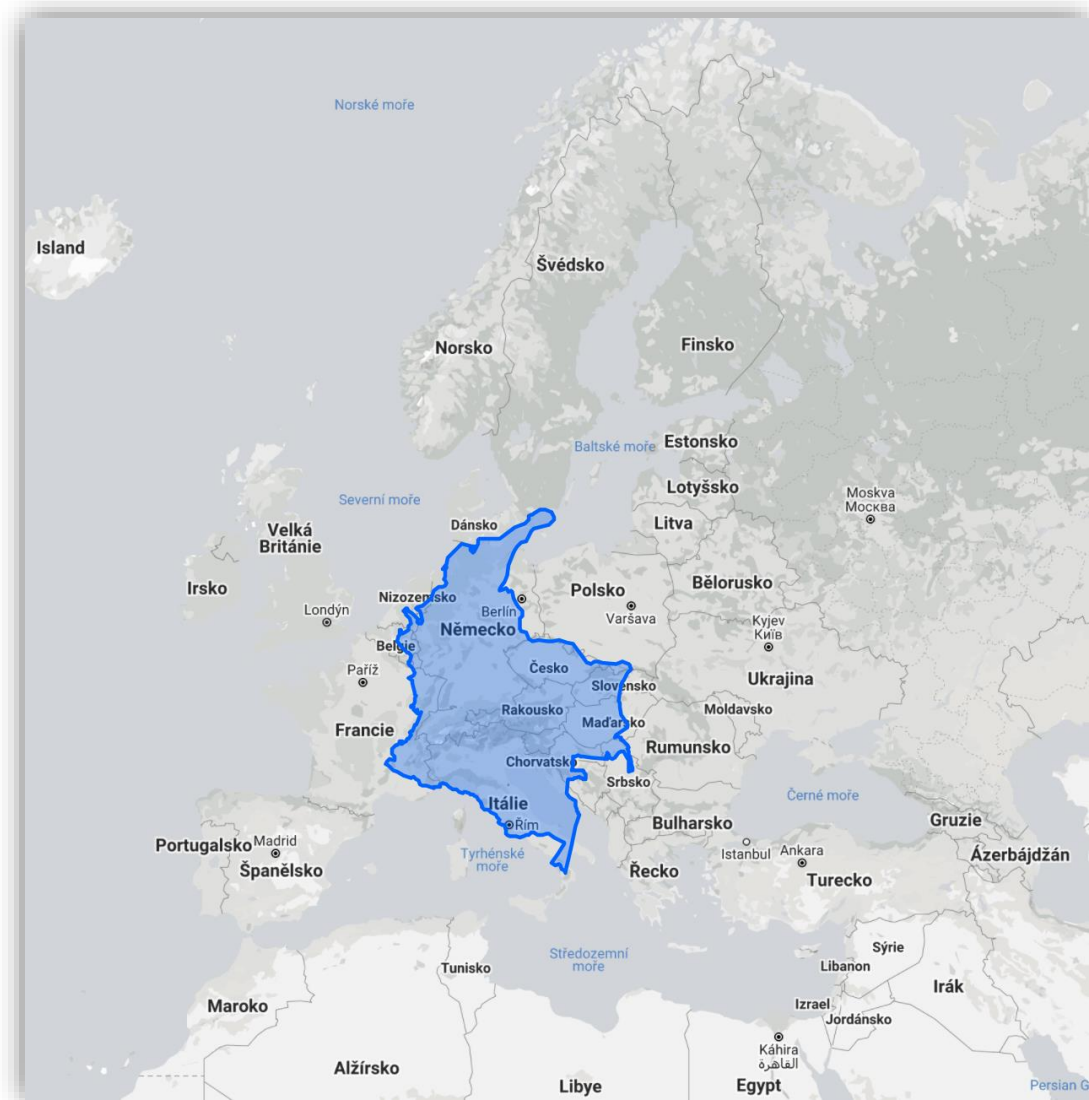 Norské moře
Island
Švédsko
Norsko
Finsko
Baltské moře
Estonsko
Lotyšsko
Severní moře
Moskva
Москва
Dánsko
Litva
Velká
Británie
Irsko
Nizozemsko
Polsko
Bělorusko
Londýn
Berlín
Varšava
Německo
Kyjev
Київ
Belgie
Paříž
Česko
Slovensko
Ukrajina
Rakousko
Moldavsko
Francie
Maďarsko
Rumunsko
Chorvatsko
Srbsko
Itálie
Černé moře
Řím
Bulharsko
Gruzie
Portugalsko
Madrid
Španělsko
Tyrhénské
moře
Istanbul
Ankara
Ázerbájdžán
Řecko
Turecko
Středozemní
moře
Sýrie
Tunisko
Libanon
Irák
Maroko
Izrael
Jordánsko
Káhira
القاهرة
Alžírsko
Libye
Egypt
Persian G